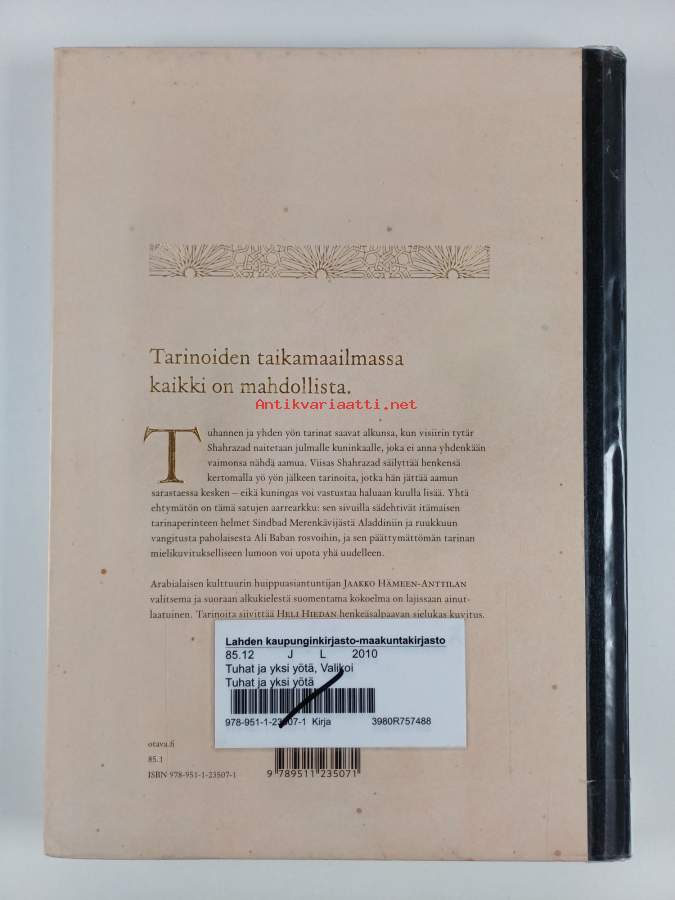 Tarinoiden taikamaailmassa
kaikki on mahdollista.
Antikvariaatti.net
Tuhannen ja yhden yön tarinat saavat alkunsa, kun visiirin tytär
Shahrazad naitetaan julmalle kuninkaalle, joka ei anna yhdenkään
vaimonsa nähdä aamua. Viisas Shahrazad säilyttää henkensä
kertomalla yö yön jälkeen tarinoita, jotka hän jättää aamun
sarastaessa kesken – eikä kuningas voi vastustaa haluaan kuulla lisää. Yhtä
ehtymätön on tämä satujen aarrearkku: sen sivuilla sädehtivät itämaisen
tarinaperinteen helmet Sindbad Merenkävijästä Aladdiniin ja ruukkuun
vangitusta paholaisesta Ali Baban rosvoihin, ja sen päättymättömän tarinan
mielikuvitukselliseen lumoon voi upota yhä uudelleen.
Arabialaisen kulttuurin huippuasiantuntijan Jaakko Hämeen-Anttilan
valitsema ja suoraan alkukielestä suomentama kokoelma on lajissaan ainut-
laatuinen. Tarinoita siivittää Heli Hiedan henkeäsalpaavan sielukas kuvitus.
Lahden kaupunginkirjasto-maakuntakirjasto
85.12 J L 2010
Tuhat ja yksi yötä, Valikoi
Tuhat ja yksi yötä
978-951-1-23507-1 Kirja 3980R757488
otava.fi
85.1
ISBN 978-951-1-23507-1
9 789511 235071